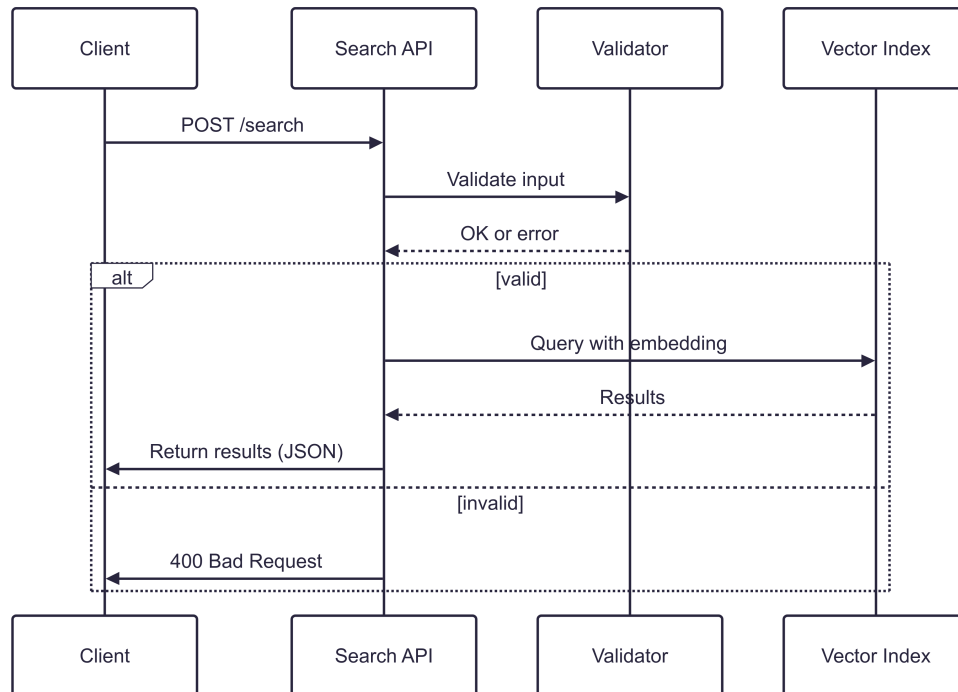 Client
Search API
Validator
Vector Index
POST /search
Validate input
OK or error
alt
[valid]
Query with embedding
Results
Return results (JSON)
[invalid]
400 Bad Request
Client
Search API
Validator
Vector Index